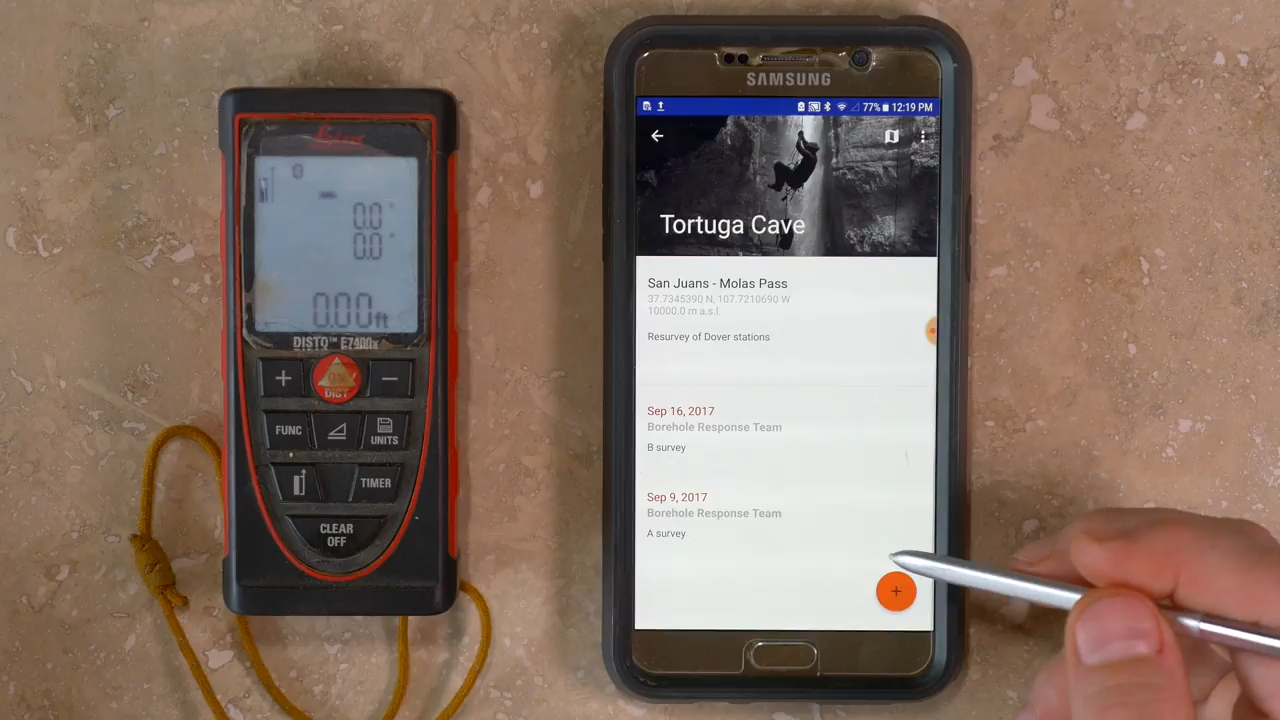 Leica
0.0°
0.0°
0.00ft
DISTO™ E7400x
+
DIST
−
FUNC
UNITS
TIMER
CLEAR
OFF
SAMSUNG
77% 12:19 PM
Tortuga Cave
San Juans - Molas Pass
37.7345390 N, 107.7210690 W
10000.0 m a.s.l.
Resurvey of Dover stations
Sep 16, 2017
Borehole Response Team
B survey
Sep 9, 2017
Borehole Response Team
A survey
+